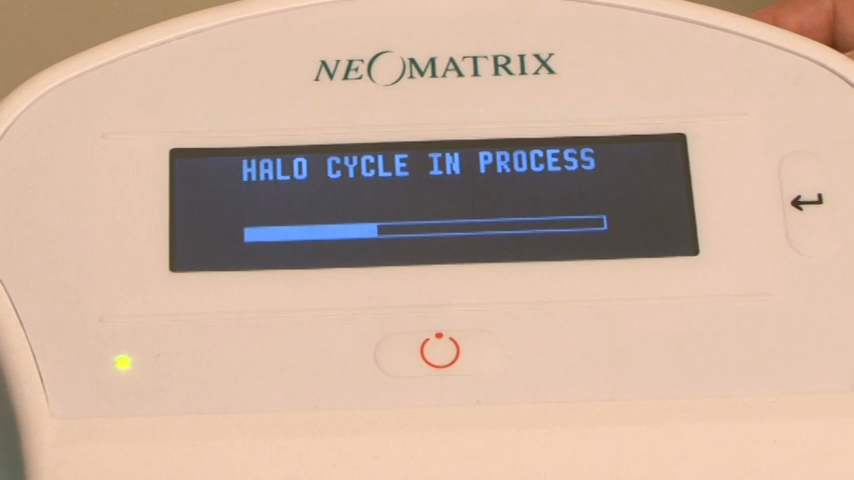 NEOMATRIX
HALO CYCLE IN PROCESS